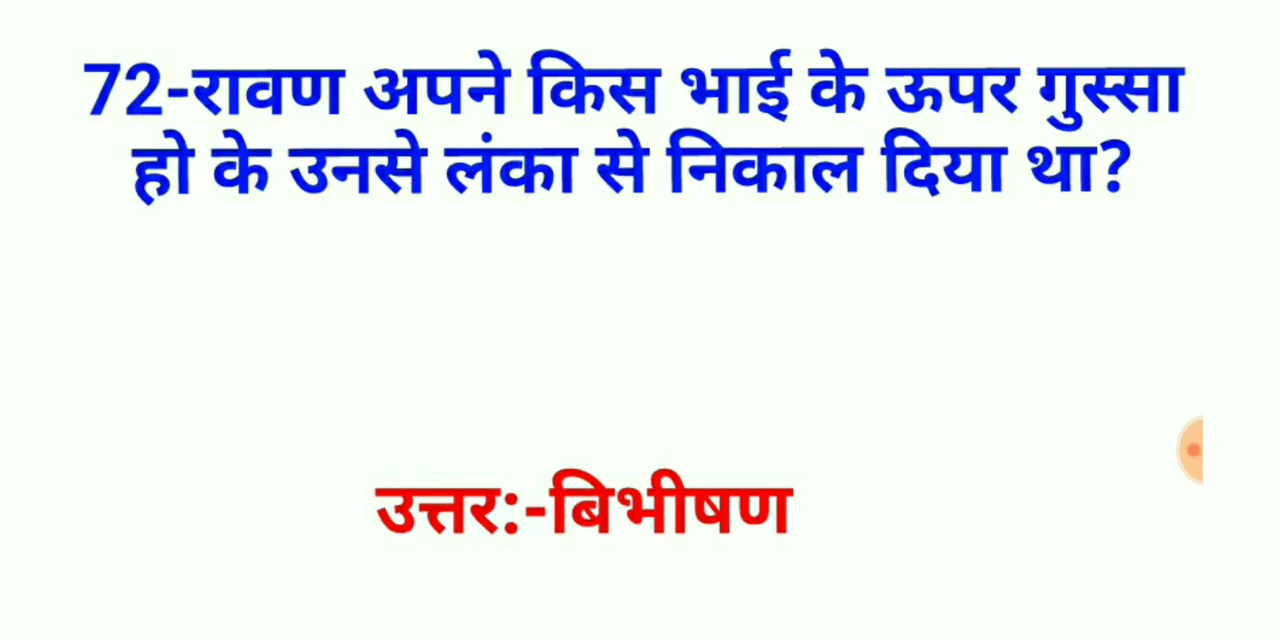 72-रावण अपने किस भाई के ऊपर गुस्सा
हो के उनसे लंका से निकाल दिया था?
उत्तर:-बिभीषण